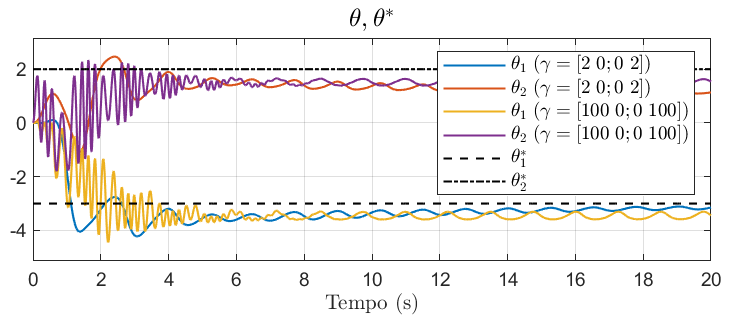 θ, θ*
θ₁ (γ = [2 0; 0 2])
θ₂ (γ = [2 0; 0 2])
θ₁ (γ = [100 0; 0 100])
θ₂ (γ = [100 0; 0 100])
θ₁*
θ₂*
2
0
-2
-4
0 2 4 6 8 10 12 14 16 18 20
Tempo (s)